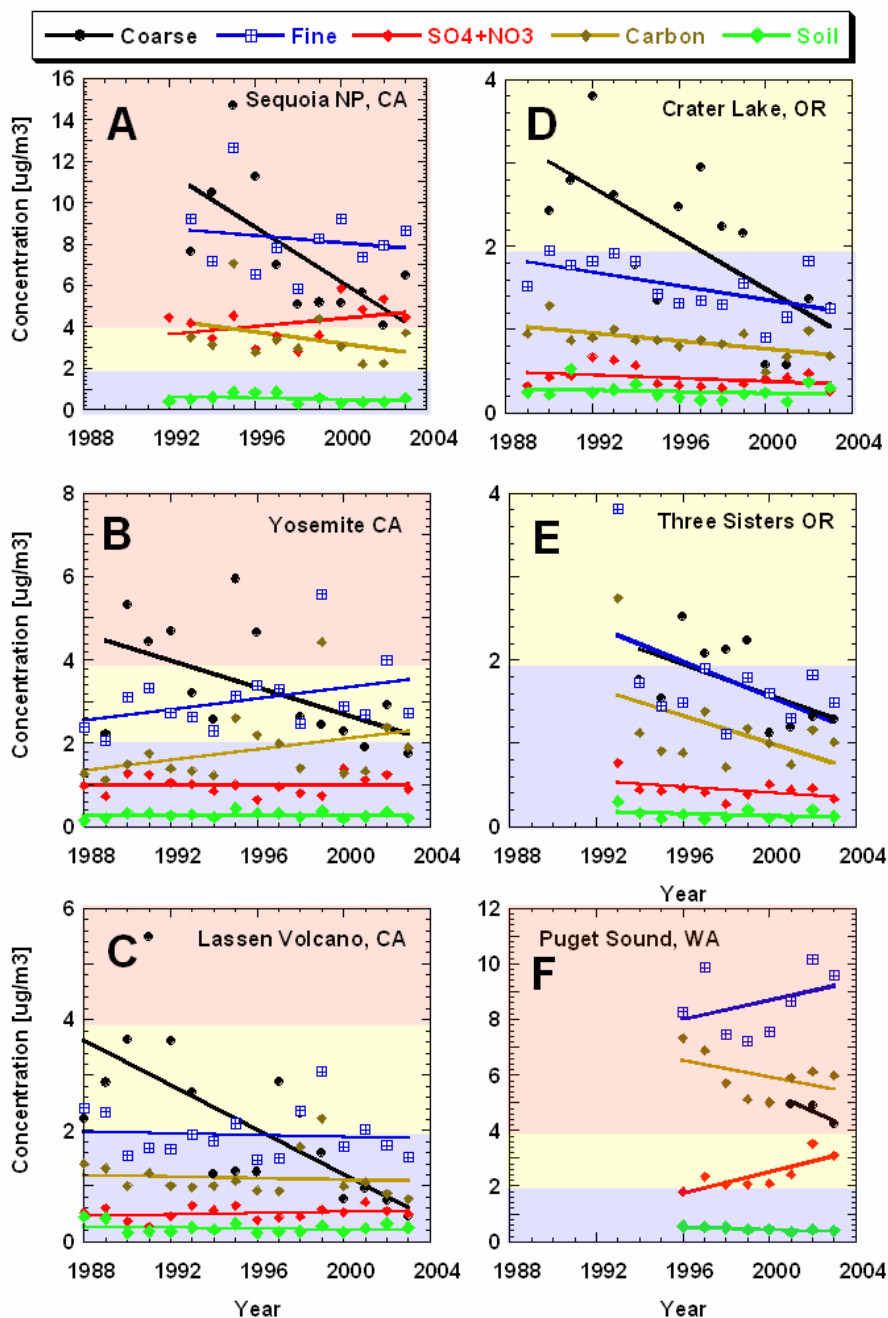 Coarse Fine SO4+NO3 Carbon Soil
A
Sequoia NP, CA
Concentration [ug/m3]
16
14
12
10
8
6
4
2
0
1988 1992 1996 2000 2004
D
Crater Lake, OR
4
2
0
1988 1992 1996 2000 2004
B
Yosemite CA
Concentration [ug/m3]
8
6
4
2
0
1988 1992 1996 2000 2004
E
Three Sisters OR
4
2
0
1988 1992 1996 2000 2004
Year
C
Lassen Volcano, CA
Concentration [ug/m3]
6
4
2
0
1988 1992 1996 2000 2004
Year
Puget Sound, WA
F
12
10
8
6
4
2
0
1988 1992 1996 2000 2004
Year